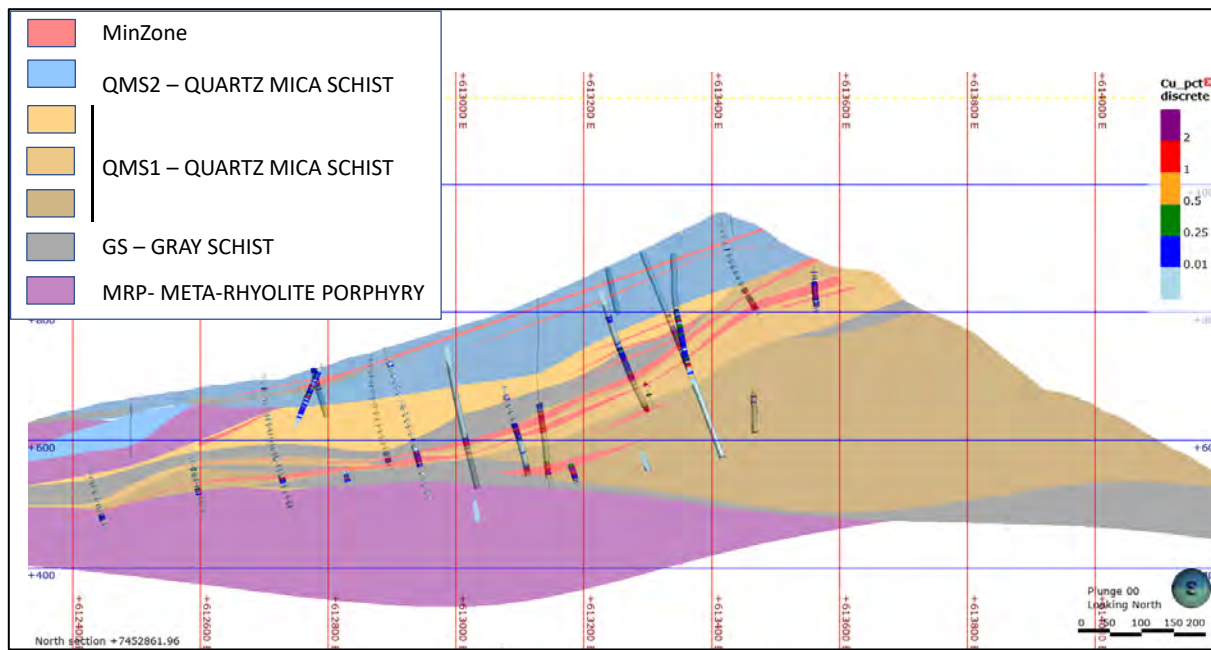 MinZone
QMS2 – QUARTZ MICA SCHIST
QMS1 – QUARTZ MICA SCHIST
GS – GRAY SCHIST
MRP- META-RHYOLITE PORPHYRY
+613000 E
+613200 E
+613400 E
+613600 E
+613800 E
+614000 E
Cu_pct
discrete
2
1
0.5
0.25
0.01
+600
+400
+612400
+612600
+612800
+613000
+613200
+613400
+613600
+613800
North section +7452861.96
Plunge 00
Looking North
S
0 50 100 150 200